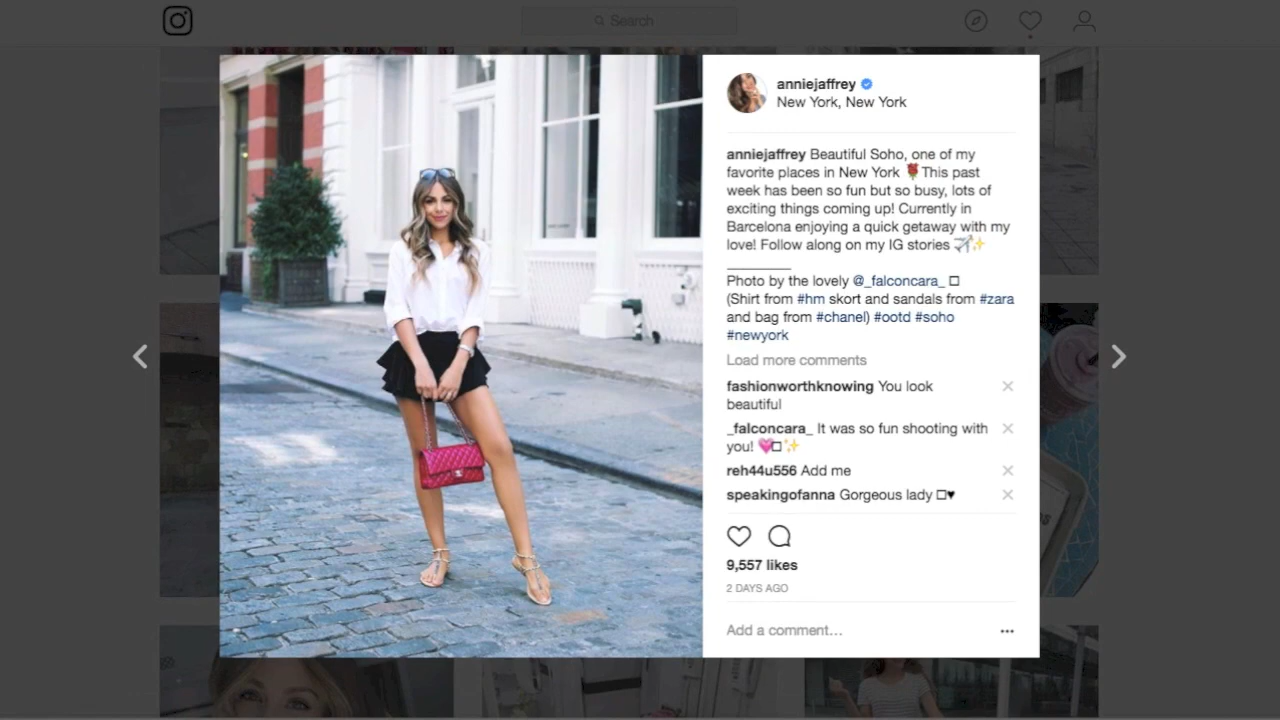 Search
anniejaffrey
New York, New York
anniejaffrey Beautiful Soho, one of my
favorite places in New York 🌹This past
week has been so fun but so busy, lots of
exciting things coming up! Currently in
Barcelona enjoying a quick getaway with my
love! Follow along on my IG stories ✈️✨
________
Photo by the lovely @_falconcara_ □
(Shirt from #hm skort and sandals from #zara
and bag from #chanel) #ootd #soho
#newyork
Load more comments
fashionworthknowing You look
beautiful
_falconcara_ It was so fun shooting with
you! 💗□✨
reh44u556 Add me
speakingofanna Gorgeous lady □♥
9,557 likes
2 DAYS AGO
Add a comment…